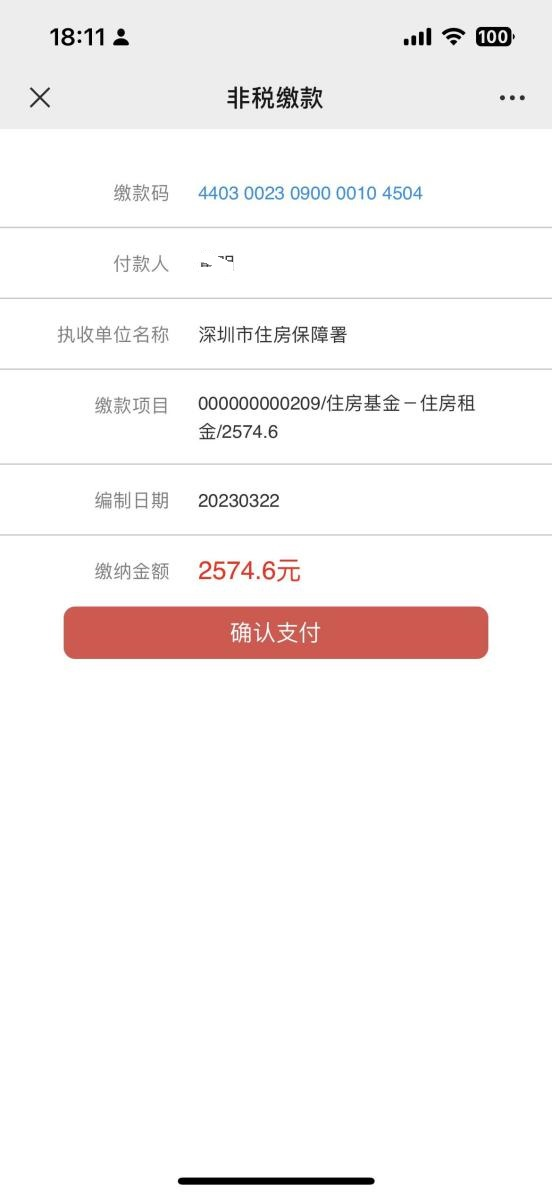 18:11
100
非税缴款
缴款码
4403 0023 0900 0010 4504
付款人
执收单位名称
深圳市住房保障署
缴款项目
000000000209/住房基金－住房租
金/2574.6
编制日期
20230322
缴纳金额
2574.6元
确认支付